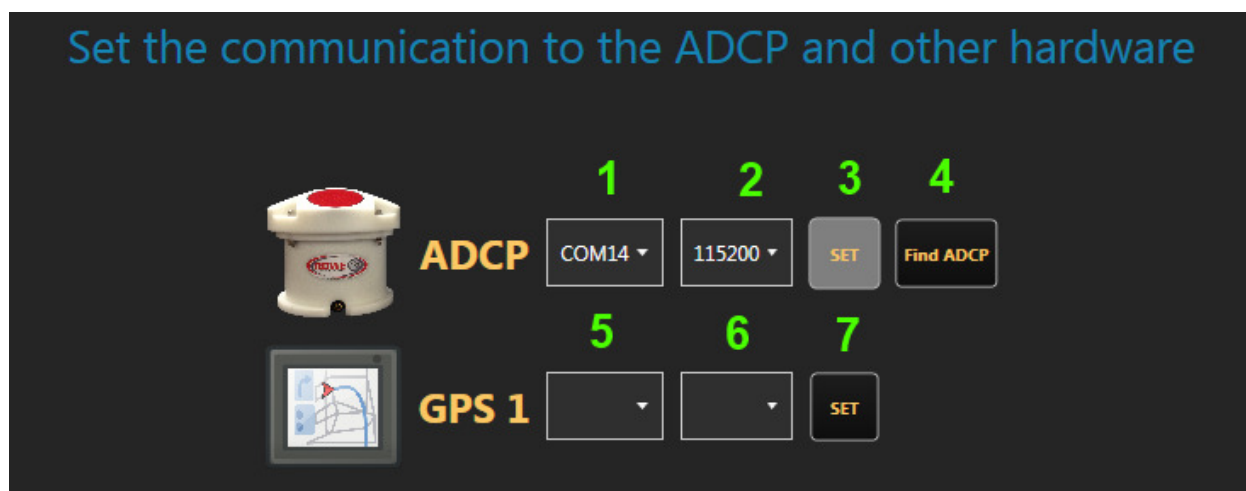 Set the communication to the ADCP and other hardware
1 2 3 4
ADCP COM14 115200 SET Find ADCP
5 6 7
GPS 1 SET